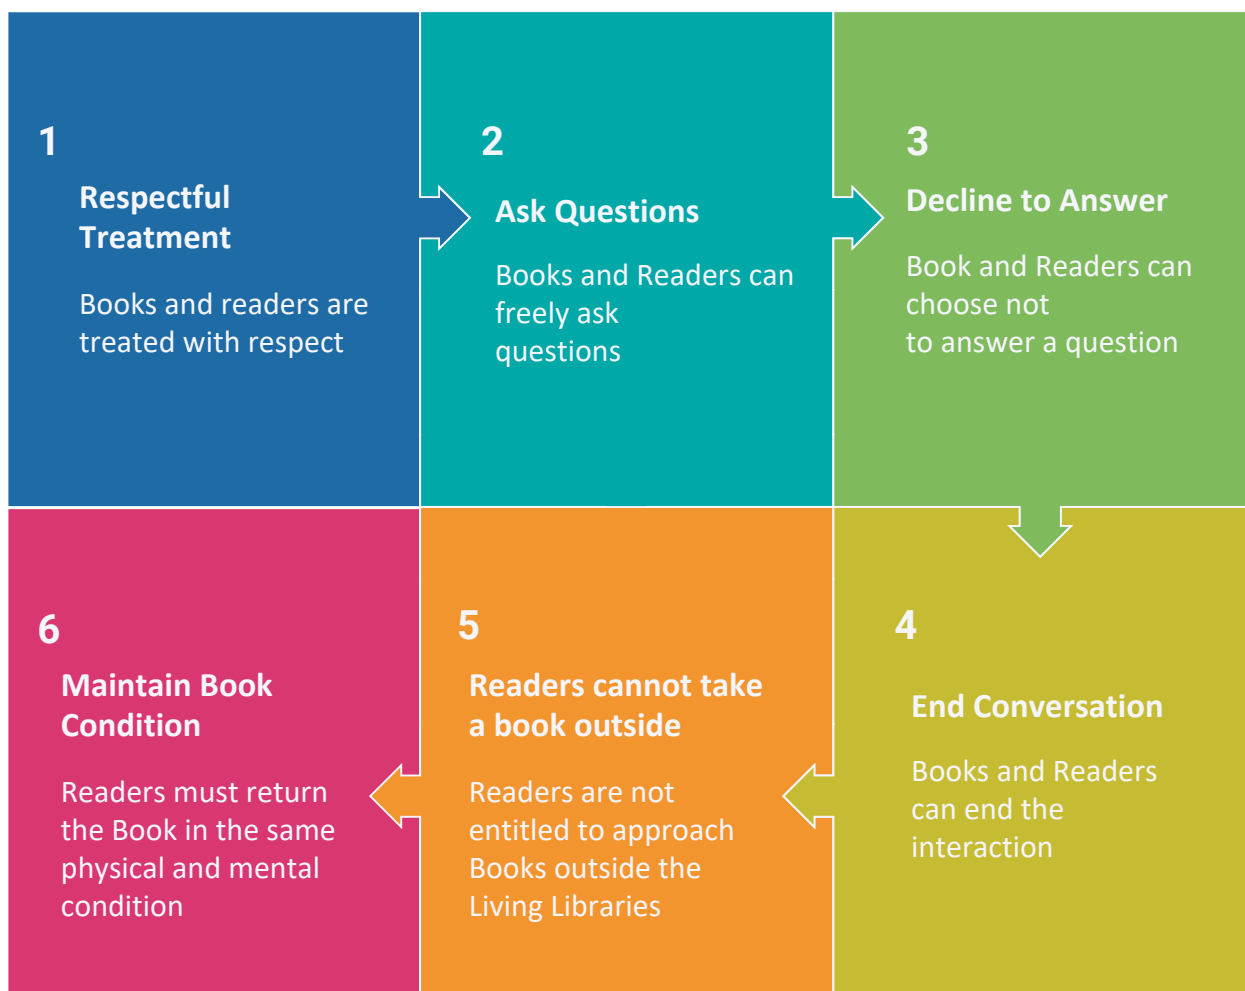 1
Respectful
Treatment
Books and readers are
treated with respect
2
Ask Questions
Books and Readers can
freely ask
questions
3
Decline to Answer
Book and Readers can
choose not
to answer a question
4
End Conversation
Books and Readers
can end the
interaction
5
Readers cannot take
a book outside
Readers are not
entitled to approach
Books outside the
Living Libraries
6
Maintain Book
Condition
Readers must return
the Book in the same
physical and mental
condition